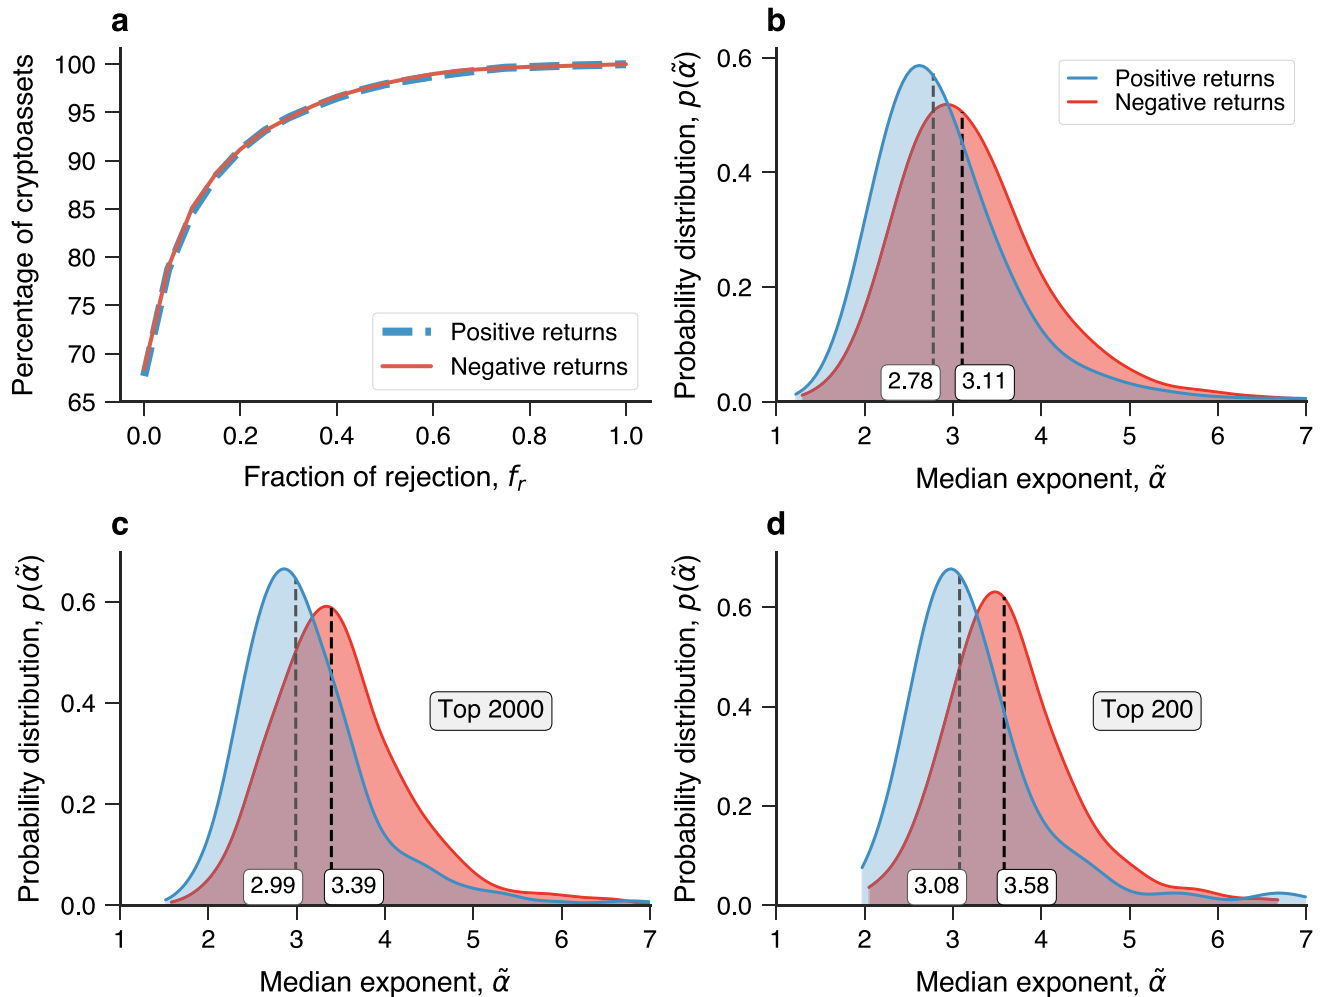 a
Percentage of cryptoassets
100
95
90
85
80
75
70
65
0.0 0.2 0.4 0.6 0.8 1.0
Fraction of rejection, fr
Positive returns
Negative returns
b
Probability distribution, p(α̃)
0.6
0.4
0.2
0.0
1 2 3 4 5 6 7
Median exponent, α̃
Positive returns
Negative returns
2.78 3.11
c
Probability distribution, p(α̃)
0.6
0.4
0.2
0.0
1 2 3 4 5 6 7
Median exponent, α̃
Top 2000
2.99 3.39
d
Probability distribution, p(α̃)
0.6
0.4
0.2
0.0
1 2 3 4 5 6 7
Median exponent, α̃
Top 200
3.08 3.58